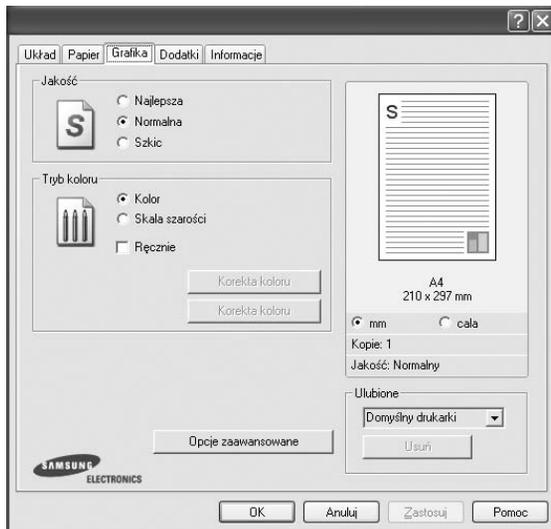 Układ Papier Grafika Dodatki Informacje
Jakość
S
Najlepsza
Normalna
Szkic
Tryb koloru
Kolor
Skala szarości
Ręcznie
Korekta koloru
Korekta koloru
S
A4
210 x 297 mm
mm cala
Kopie: 1
Jakość: Normalny
Ulubione
Domyślny drukarki
Usuń
Opcje zaawansowane
SAMSUNG
ELECTRONICS
OK Anuluj Zastosuj Pomoc